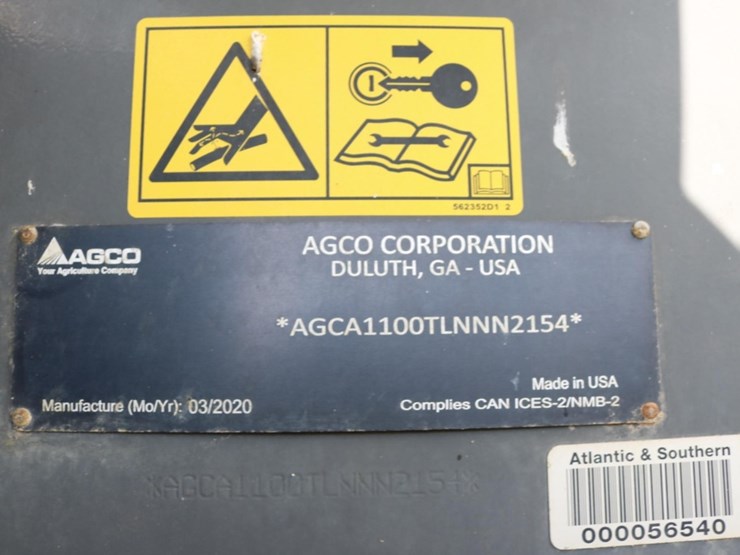 562352D1 2
AGCO
Your Agriculture Company
AGCO CORPORATION
DULUTH, GA - USA
*AGCA1100TLNNN2154*
Made in USA
Manufacture (Mo/Yr): 03/2020
Complies CAN ICES-2/NMB-2
*AGCA1100TLNNN2154*
Atlantic & Southern
000056540